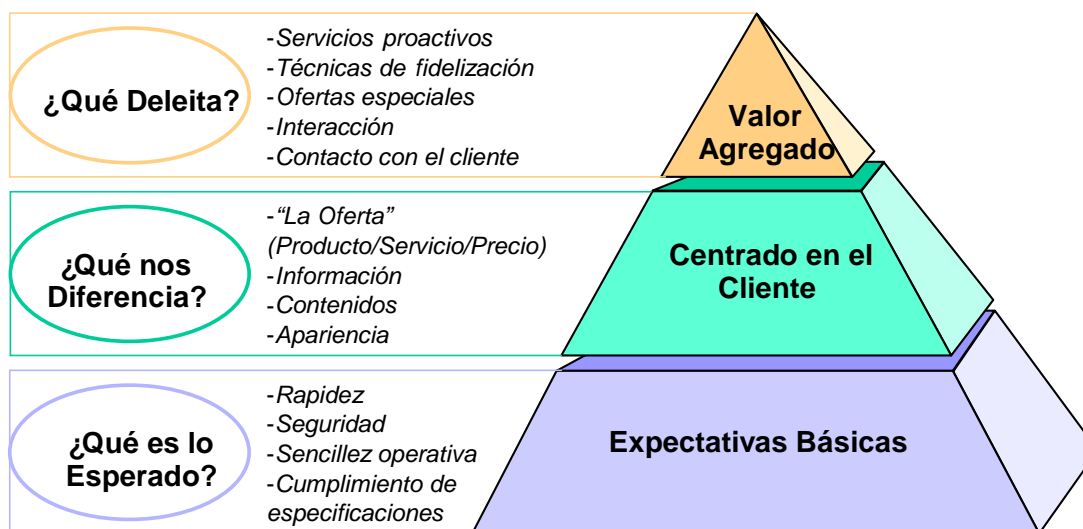 ¿Qué Deleita?
-Servicios proactivos
-Técnicas de fidelización
-Ofertas especiales
-Interacción
-Contacto con el cliente
Valor
Agregado
¿Qué nos
Diferencia?
-“La Oferta”
(Producto/Servicio/Precio)
-Información
-Contenidos
-Apariencia
Centrado en el
Cliente
¿Qué es lo
Esperado?
-Rapidez
-Seguridad
-Sencillez operativa
-Cumplimiento de
especificaciones
Expectativas Básicas